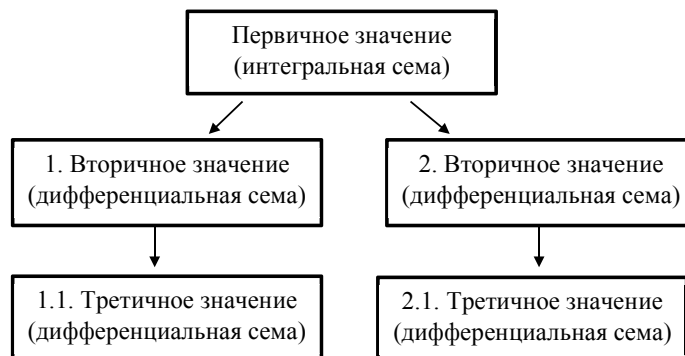 Первичное значение
(интегральная сема)
1. Вторичное значение
(дифференциальная сема)
2. Вторичное значение
(дифференциальная сема)
1.1. Третичное значение
(дифференциальная сема)
2.1. Третичное значение
(дифференциальная сема)